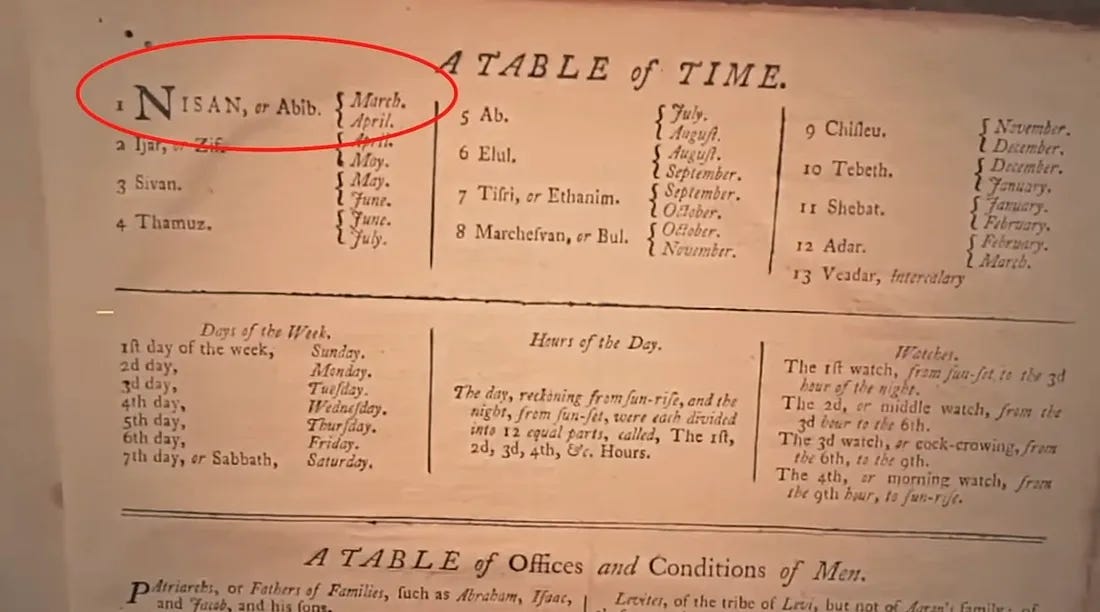 A TABLE of TIME.
1 NISAN, or Abib. { March.
{ April.
2 Ijar, or Zif. { April.
{ May.
3 Sivan. { May.
{ June.
4 Thamuz. { June.
{ July.
5 Ab. { July.
{ Auguſt.
6 Elul. { Auguſt.
{ September.
7 Tiſri, or Ethanim. { September.
{ October.
8 Marcheſvan, or Bul. { October.
{ November.
9 Chiſleu. { November.
{ December.
10 Tebeth. { December.
{ January.
11 Shebat. { January.
{ February.
12 Adar. { February.
{ March.
13 Veadar, Intercalary
Days of the Week.
1ſt day of the week, Sunday.
2d day, Monday.
3d day, Tueſday.
4th day, Wedneſday.
5th day, Thurſday.
6th day, Friday.
7th day, or Sabbath, Saturday.
Hours of the Day.
The day, reckoning from ſun-riſe, and the
night, from ſun-ſet, were each divided
into 12 equal parts, called, The 1ſt,
2d, 3d, 4th, &c. Hours.
Watches.
The 1ſt watch, from ſun-ſet to the 3d
hour of the night.
The 2d, or middle watch, from the
3d hour to the 6th.
The 3d watch, or cock-crowing, from
the 6th, to the 9th.
The 4th, or morning watch, from
the 9th hour, to ſun-riſe.
A TABLE of Offices and Conditions of Men.
PAtriarchs, or Fathers of Families, ſuch as Abraham, Iſaac,
and Jacob, and his ſons.
Levites, of the tribe of Levi, but not of Aaron's family: of